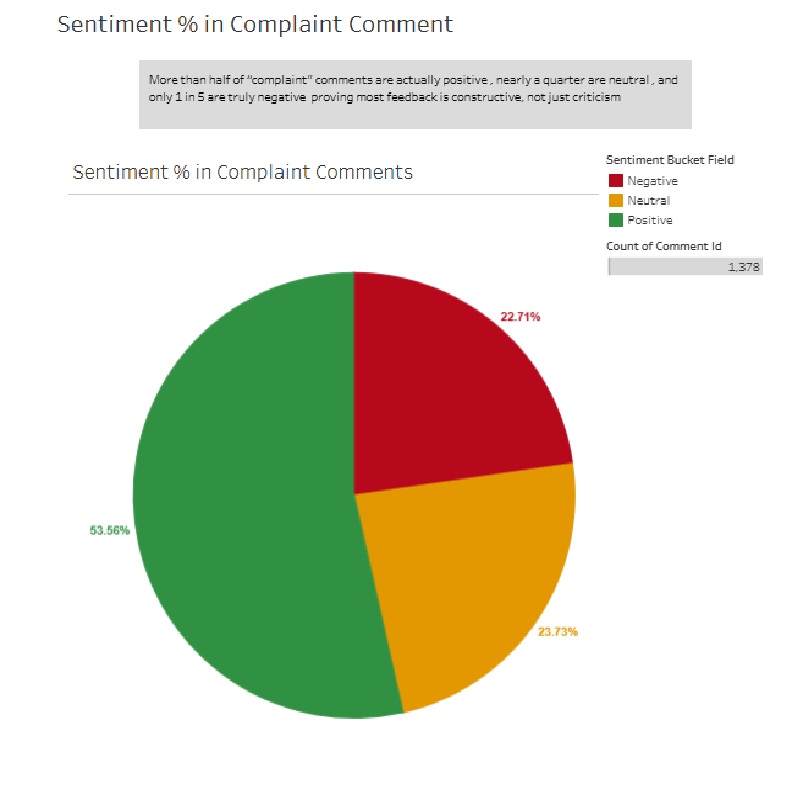 Sentiment % in Complaint Comment
More than half of "complaint" comments are actually positive, nearly a quarter are neutral, and
only 1 in 5 are truly negative proving most feedback is constructive, not just criticism
Sentiment % in Complaint Comments
Sentiment Bucket Field
Negative
Neutral
Positive
Count of Comment Id
1,378
22.71%
53.56%
23.73%